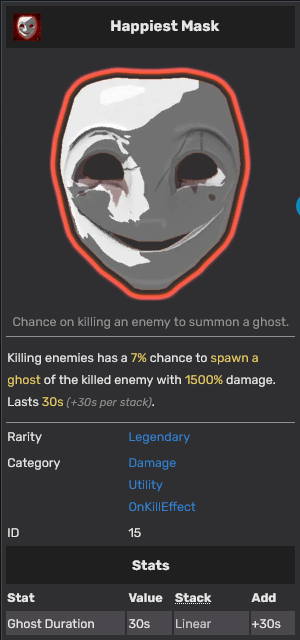 Happiest Mask
Chance on killing an enemy to summon a ghost.
Killing enemies has a 7% chance to spawn a
ghost of the killed enemy with 1500% damage.
Lasts 30s (+30s per stack).
Rarity Legendary
Category Damage
Utility
OnKillEffect
ID 15
Stats
Stat Value Stack Add
Ghost Duration 30s Linear +30s